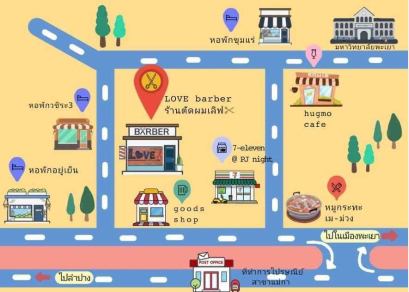 หอพักขุมแร่
มหาวิทยาลัยพะเยา
หอพักวชิระ3
LOVE barber
ร้านตัดผมเลิฟ
hugmo
cafe
BARBER
LOVE
7-eleven
@ RJ night
หอพักอยู่เย็น
goods
shop
หมูกระทะ
เม-ม่วง
ไปในเมืองพะเยา
ไปลำปาง
POST OFFICE
ที่ทำการไปรษณีย์
สาขาแม่กา